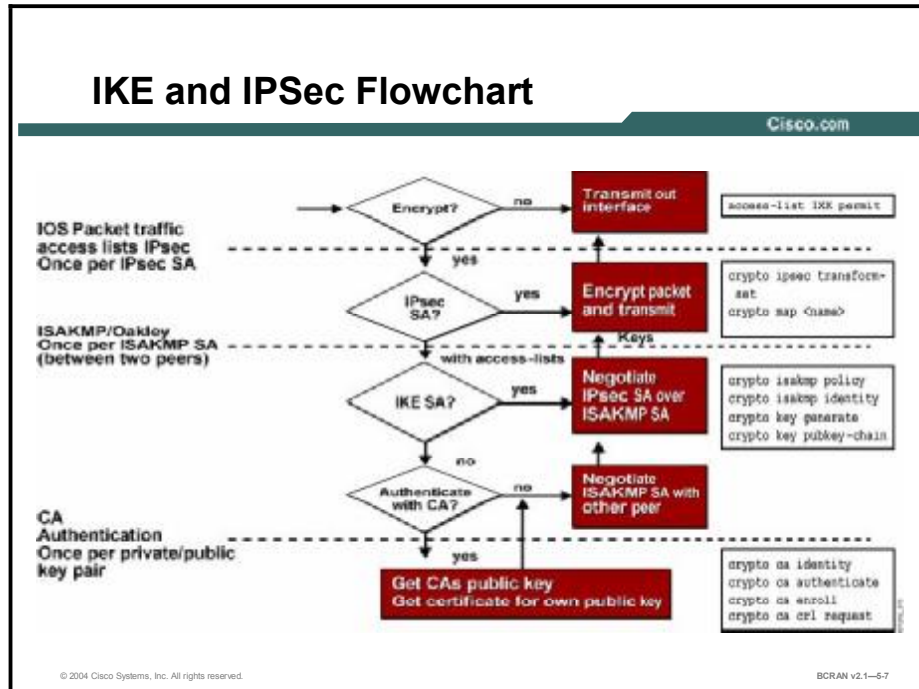 IKE and IPSec Flowchart
Cisco.com
Encrypt?
no
Transmit out
interface
access-list 1XX permit
IOS Packet traffic
access lists IPsec
Once per IPsec SA
yes
IPsec
SA?
yes
Encrypt packet
and transmit
crypto ipsec transform-
set
crypto map <name>
ISAKMP/Oakley
Once per ISAKMP SA
(between two peers)
with access-lists
Keys
IKE SA?
yes
Negotiate
IPsec SA over
ISAKMP SA
crypto isakmp policy
crypto isakmp identity
crypto key generate
crypto key pubkey-chain
no
Authenticate
with CA?
no
Negotiate
ISAKMP SA with
other peer
CA
Authentication
Once per private/public
key pair
yes
Get CAs public key
Get certificate for own public key
crypto ca identity
crypto ca authenticate
crypto ca enroll
crypto ca crl request
© 2004 Cisco Systems, Inc. All rights reserved.
BCRAN v2.1—5-7